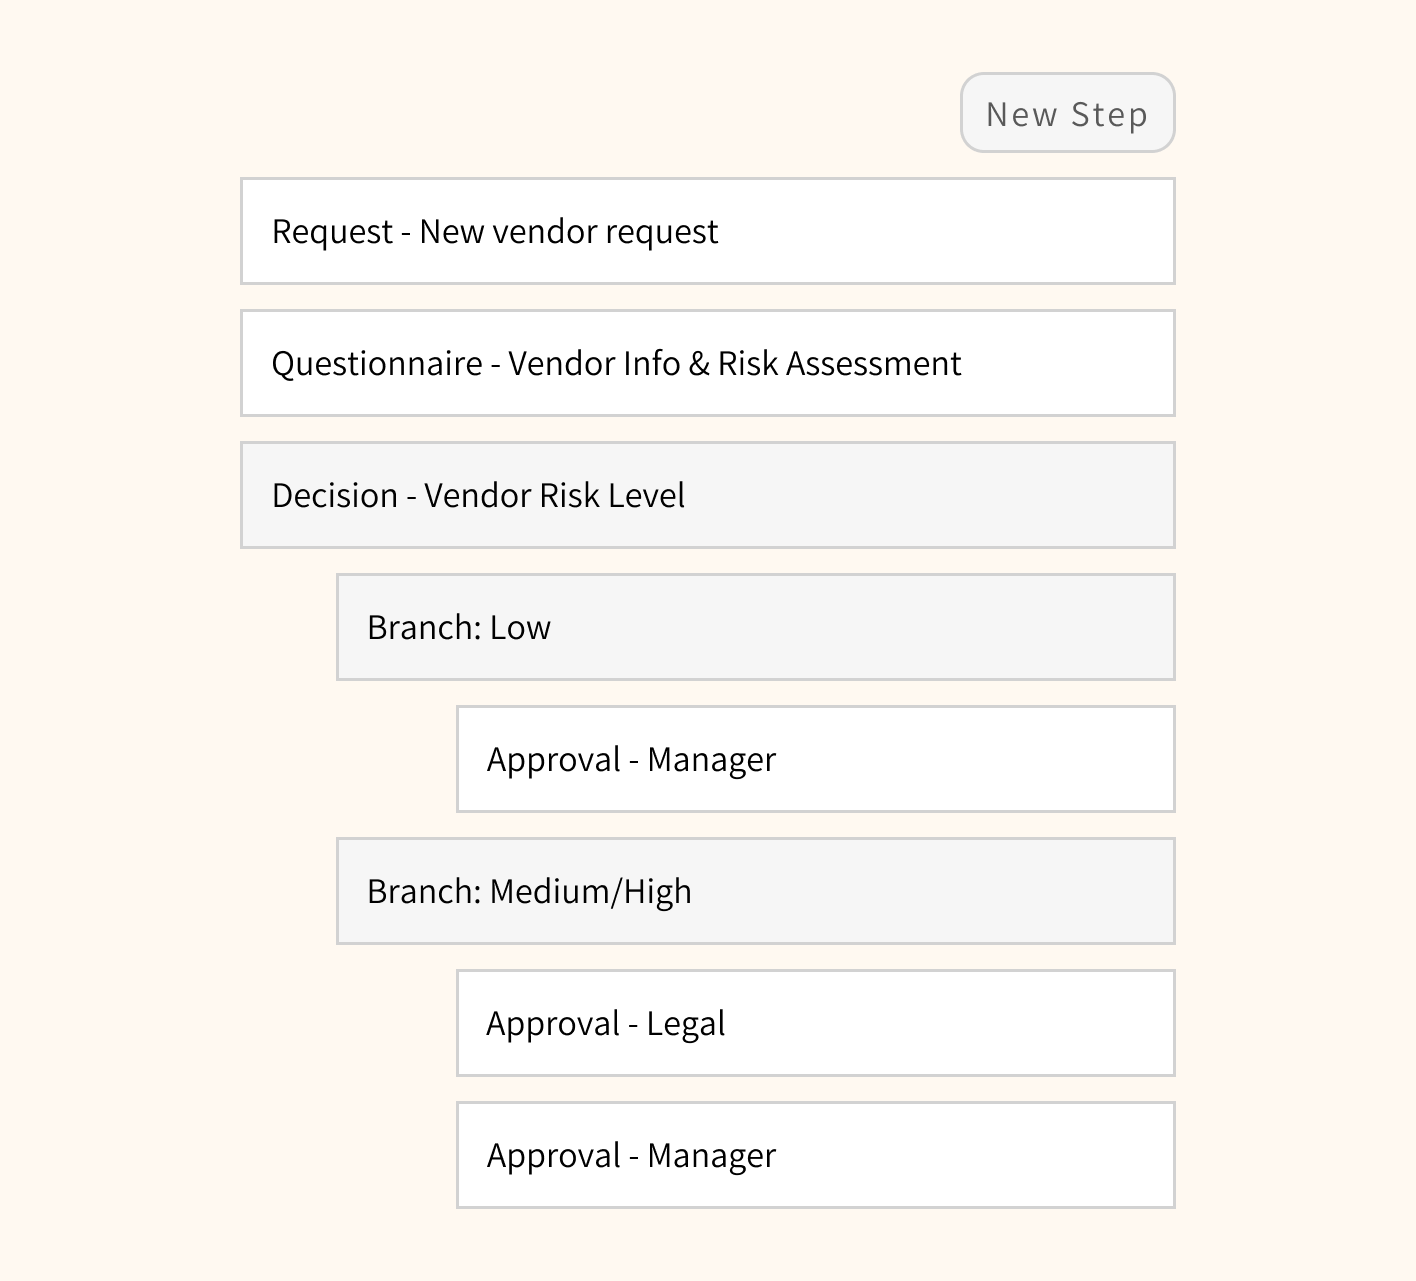 New Step
Request - New vendor request
Questionnaire - Vendor Info & Risk Assessment
Decision - Vendor Risk Level
Branch: Low
Approval - Manager
Branch: Medium/High
Approval - Legal
Approval - Manager